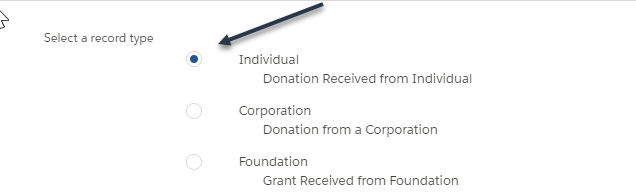 Select a record type
Individual
Donation Received from Individual
Corporation
Donation from a Corporation
Foundation
Grant Received from Foundation